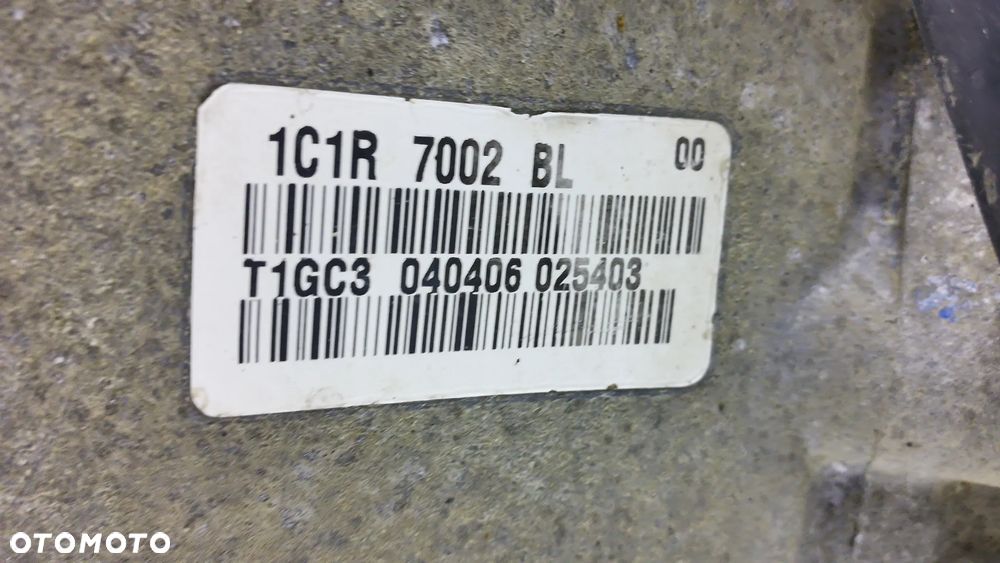 1C1R 7002 BL 00
T1GC3 040406 025403
OTOMOTO